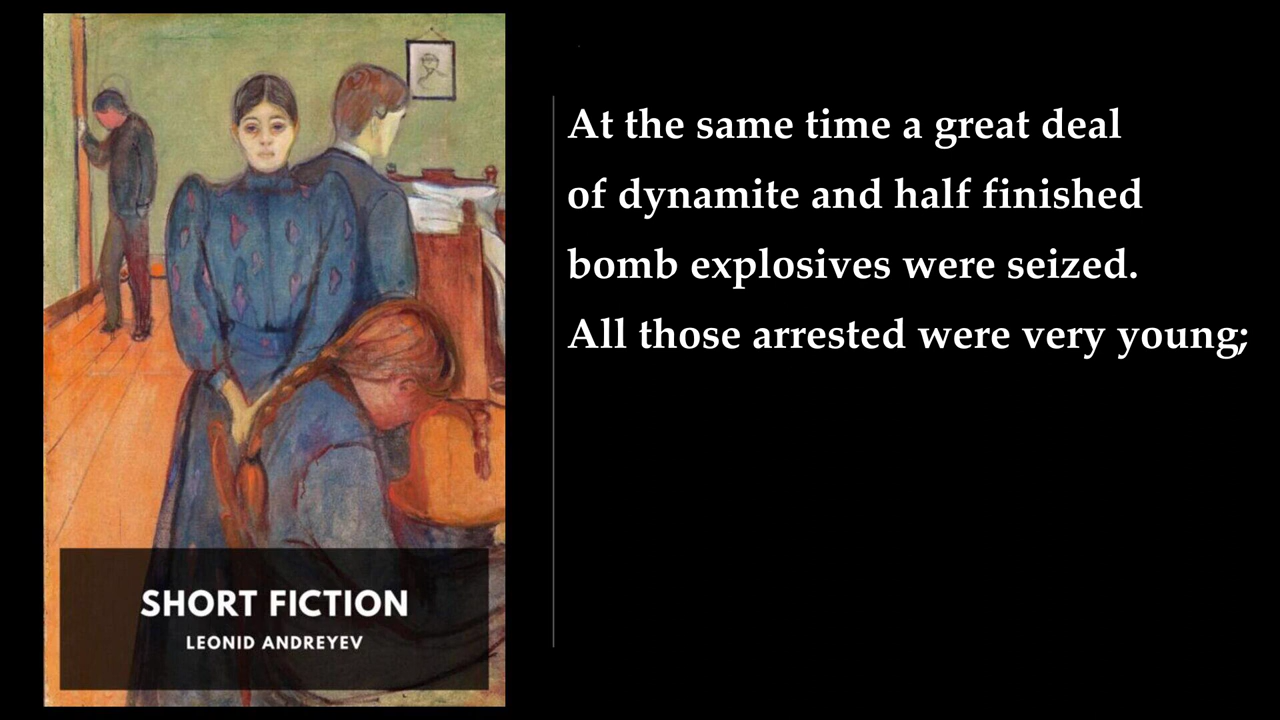 At the same time a great deal
of dynamite and half finished
bomb explosives were seized.
All those arrested were very young;
SHORT FICTION
LEONID ANDREYEV